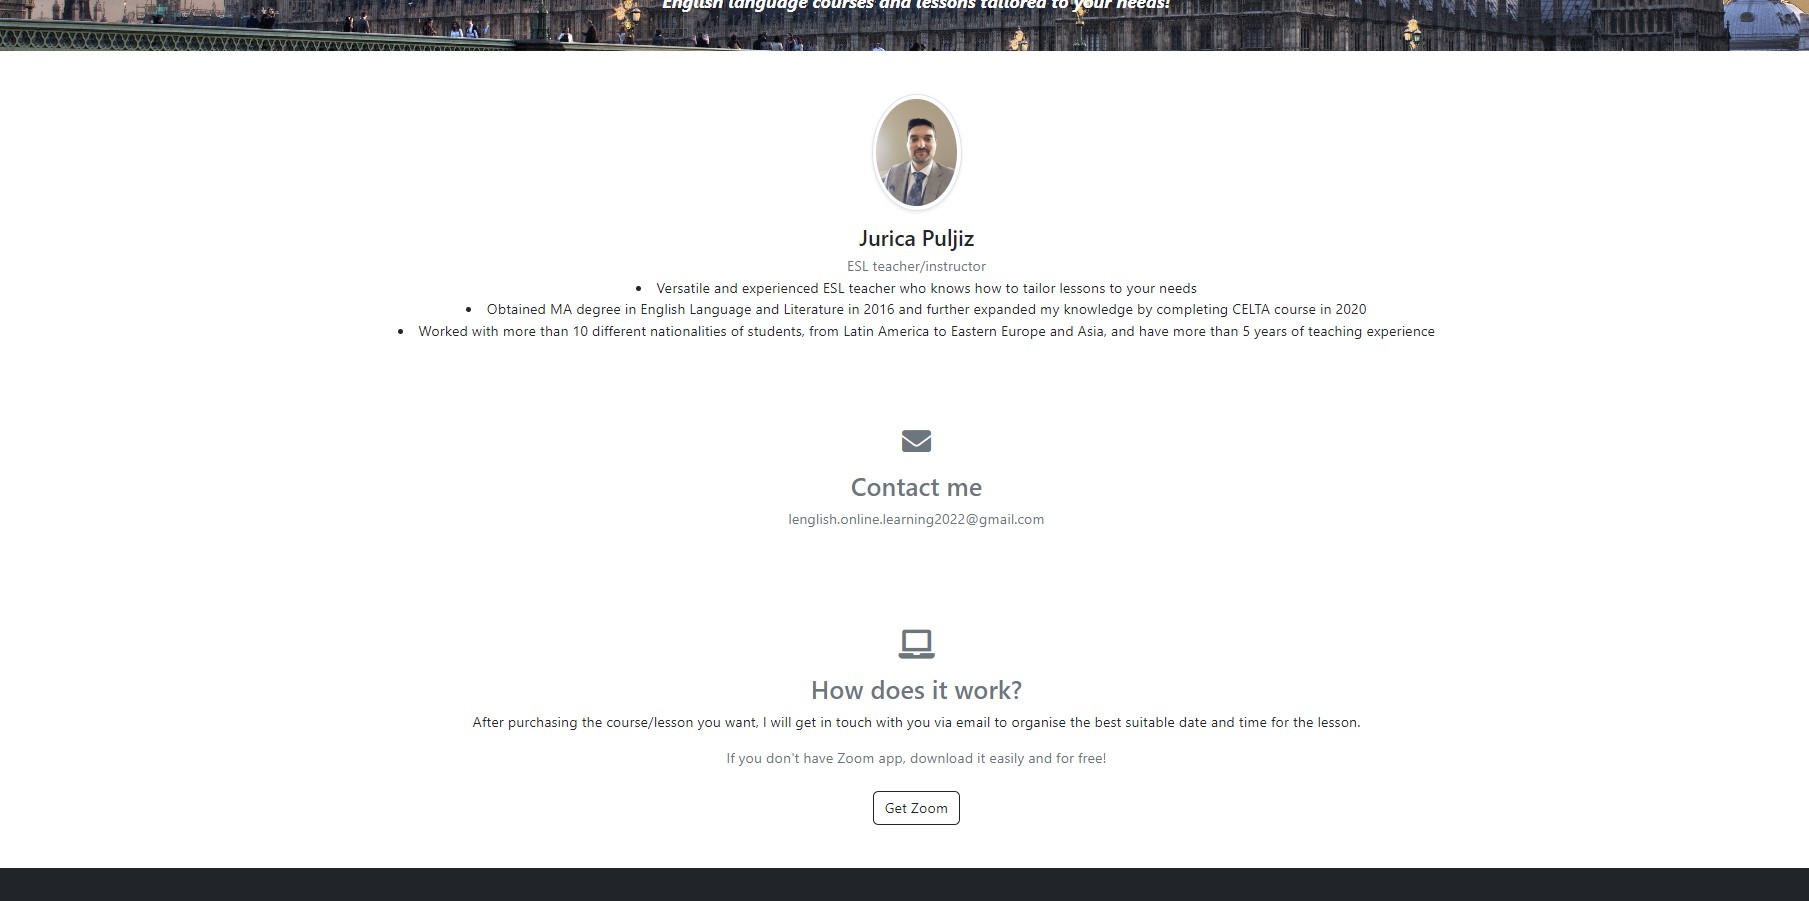 English language courses and lessons tailored to your needs!
Jurica Puljiz
ESL teacher/instructor
• Versatile and experienced ESL teacher who knows how to tailor lessons to your needs
• Obtained MA degree in English Language and Literature in 2016 and further expanded my knowledge by completing CELTA course in 2020
• Worked with more than 10 different nationalities of students, from Latin America to Eastern Europe and Asia, and have more than 5 years of teaching experience
Contact me
lenglish.online.learning2022@gmail.com
How does it work?
After purchasing the course/lesson you want, I will get in touch with you via email to organise the best suitable date and time for the lesson.
If you don't have Zoom app, download it easily and for free!
Get Zoom